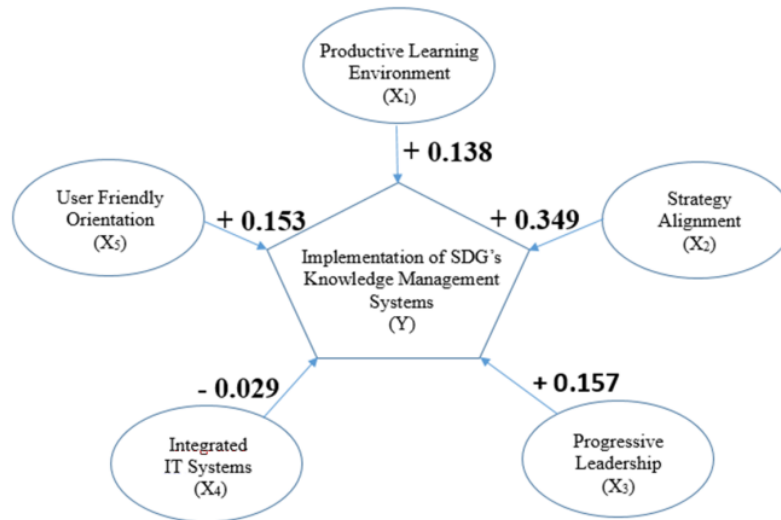 Productive Learning
Environment
(X₁)
+ 0.138
User Friendly
Orientation
(X₅)
+ 0.153
+ 0.349
Strategy
Alignment
(X₂)
Implementation of SDG's
Knowledge Management
Systems
(Y)
- 0.029
+ 0.157
Integrated
IT Systems
(X₄)
Progressive
Leadership
(X₃)